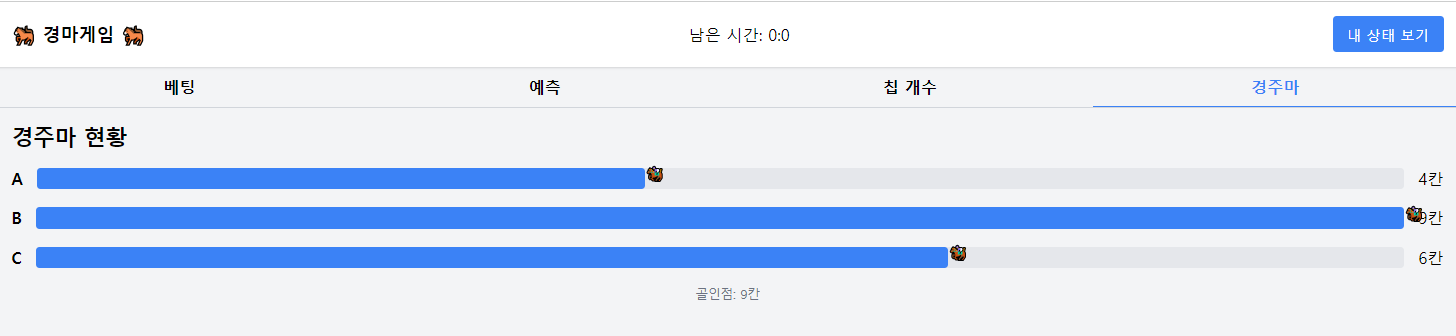 경마게임
남은 시간: 0:0
내 상태 보기
베팅
예측
칩 개수
경주마
경주마 현황
A 4칸
B 9칸
C 6칸
골인점: 9칸